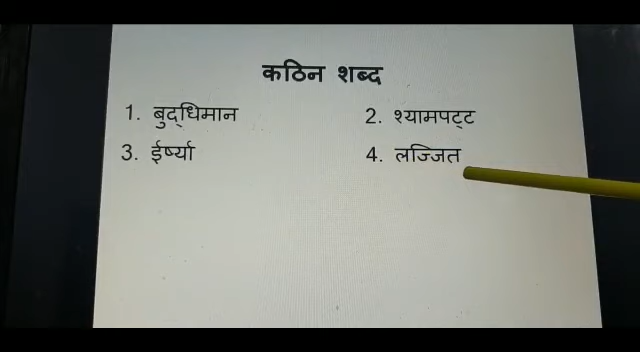 कठिन शब्द
1. बुद्धिमान 2. श्यामपट्ट
3. ईर्ष्या 4. लज्जित